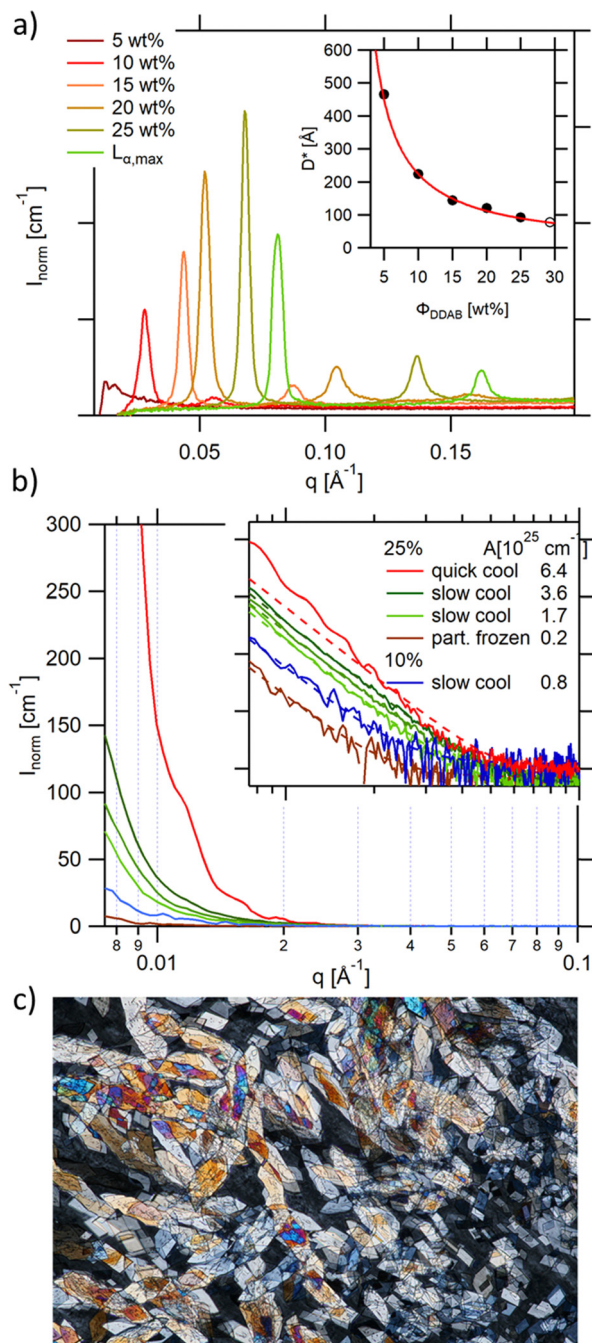 a)
5 wt%
10 wt%
15 wt%
20 wt%
25 wt%
Lα,max
Inorm [cm⁻¹]
600
500
400
300
200
100
0
D* [Å]
5 10 15 20 25 30
ΦDDAB [wt%]
0.05 0.10 0.15
q [Å⁻¹]
b)
300
250
200
150
100
50
0
Inorm [cm⁻¹]
25% A[10²⁵ cm⁻¹]
quick cool 6.4
slow cool 3.6
slow cool 1.7
part. frozen 0.2
10%
slow cool 0.8
8 9 0.01 2 3 4 5 6 7 8 9 0.1
q [Å⁻¹]
c)